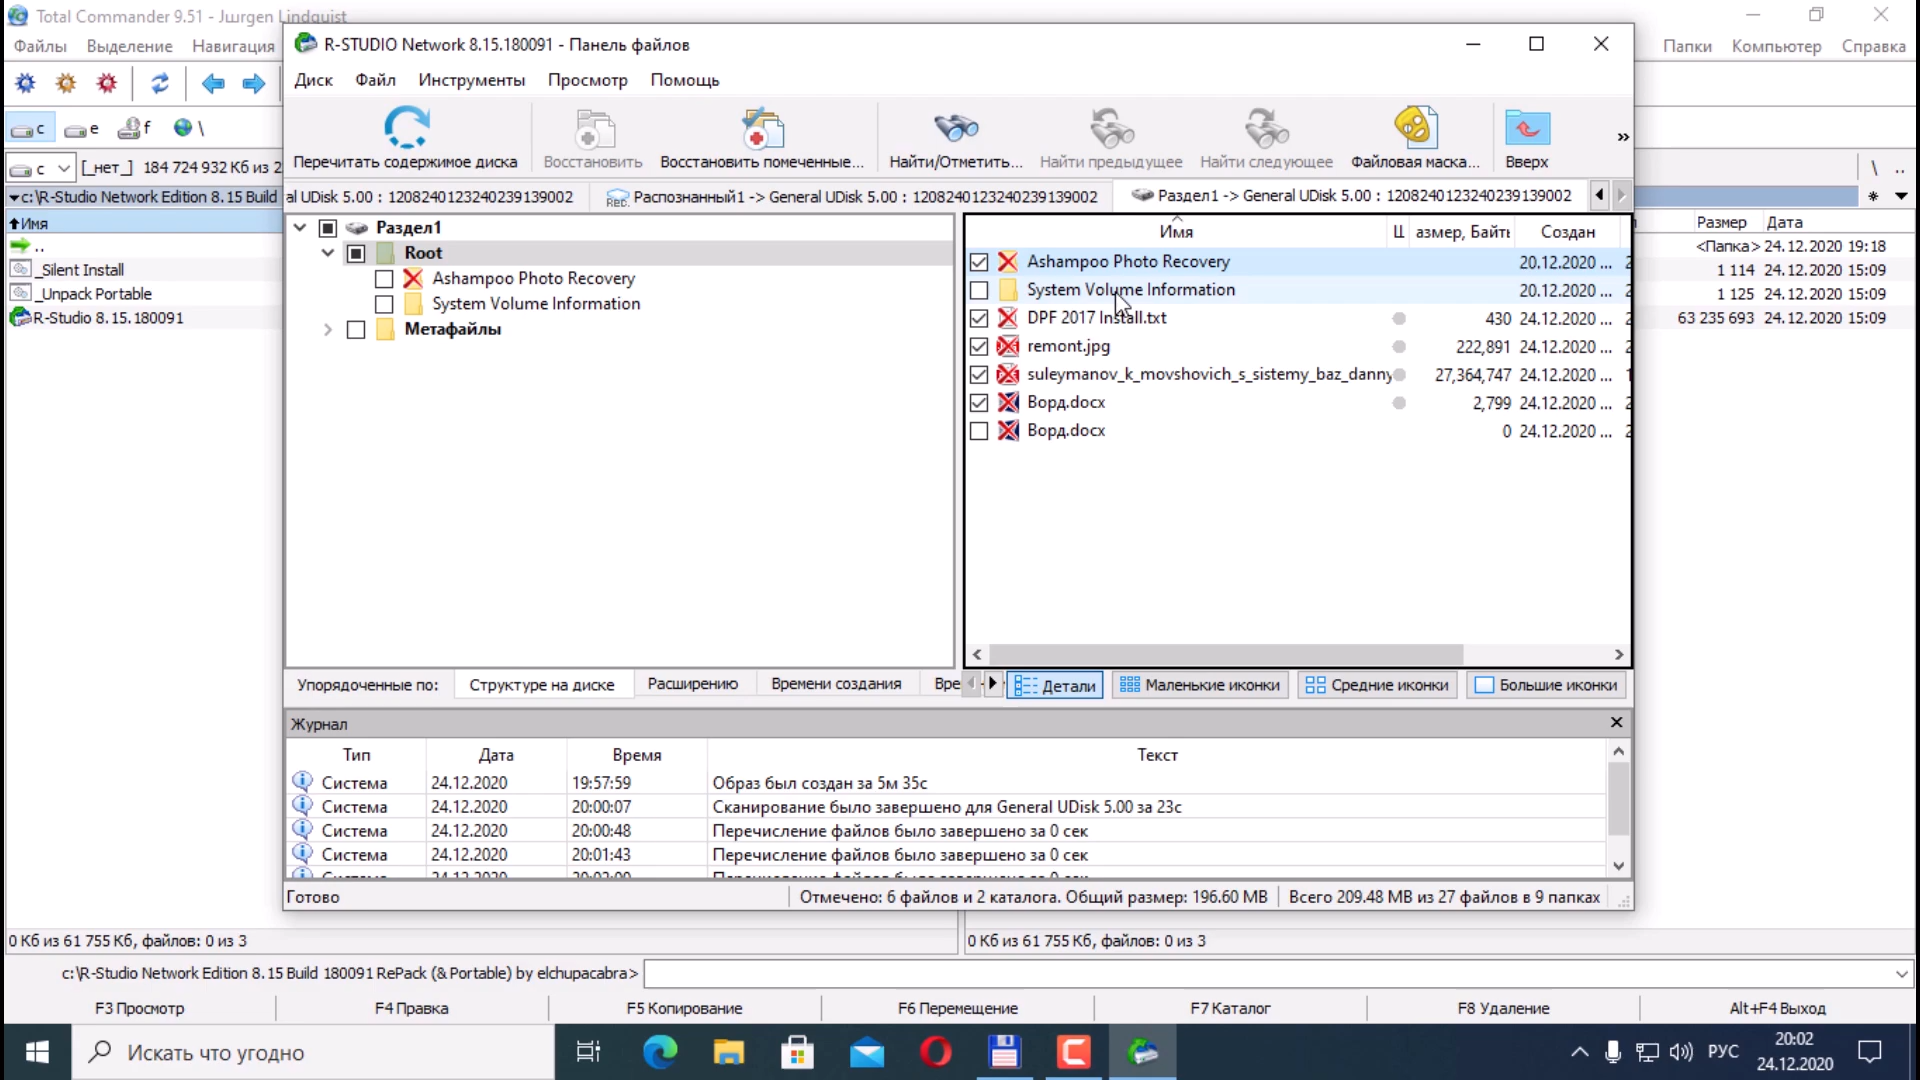 Total Commander 9.51 - Juɪrgen Lindquist
Файлы Выделение Навигация
Папки Компьютер Справка
R-STUDIO Network 8.15.180091 - Панель файлов
Диск Файл Инструменты Просмотр Помощь
Перечитать содержимое диска Восстановить Восстановить помеченные... Найти/Отметить... Найти предыдущее Найти следующее Файловая маска... Вверх »
c e f \
c [_нет_] 184 724 932 Кб из 2
\ ..
c:\R-Studio Network Edition 8.15 Build
* 
al UDisk 5.00 : 1208240123240239139002
REC. Распознанный1 -> General UDisk 5.00 : 1208240123240239139002
Раздел1 -> General UDisk 5.00 : 1208240123240239139002
Имя
..
_Silent Install
_Unpack Portable
R-Studio 8.15.180091
Раздел1
Root
Ashampoo Photo Recovery
System Volume Information
Метафайлы
Имя Ц азмер, Байть Создан
Ashampoo Photo Recovery 20.12.2020 ... 2
System Volume Information 20.12.2020 ... 2
DPF 2017 Install.txt 430 24.12.2020 ... 2
remont.jpg 222,891 24.12.2020 ... 2
suleymanov_k_movshovich_s_sistemy_baz_danny 27,364,747 24.12.2020 ... 1
Ворд.docx 2,799 24.12.2020 ... 2
Ворд.docx 0 24.12.2020 ... 2
Размер Дата
<Папка> 24.12.2020 19:18
1 114 24.12.2020 15:09
1 125 24.12.2020 15:09
63 235 693 24.12.2020 15:09
Упорядоченные по: Структуре на диске Расширению Времени создания Вре
Детали Маленькие иконки Средние иконки Большие иконки
Журнал
Тип Дата Время Текст
Система 24.12.2020 19:57:59 Образ был создан за 5м 35с
Система 24.12.2020 20:00:07 Сканирование было завершено для General UDisk 5.00 за 23с
Система 24.12.2020 20:00:48 Перечисление файлов было завершено за 0 сек
Система 24.12.2020 20:01:43 Перечисление файлов было завершено за 0 сек
Готово Отмечено: 6 файлов и 2 каталога. Общий размер: 196.60 MB Всего 209.48 MB из 27 файлов в 9 папках
0 Кб из 61 755 Кб, файлов: 0 из 3
0 Кб из 61 755 Кб, файлов: 0 из 3
c:\R-Studio Network Edition 8.15 Build 180091 RePack (& Portable) by elchupacabra>
F3 Просмотр F4 Правка F5 Копирование F6 Перемещение F7 Каталог F8 Удаление Alt+F4 Выход
Искать что угодно
РУС
20:02
24.12.2020